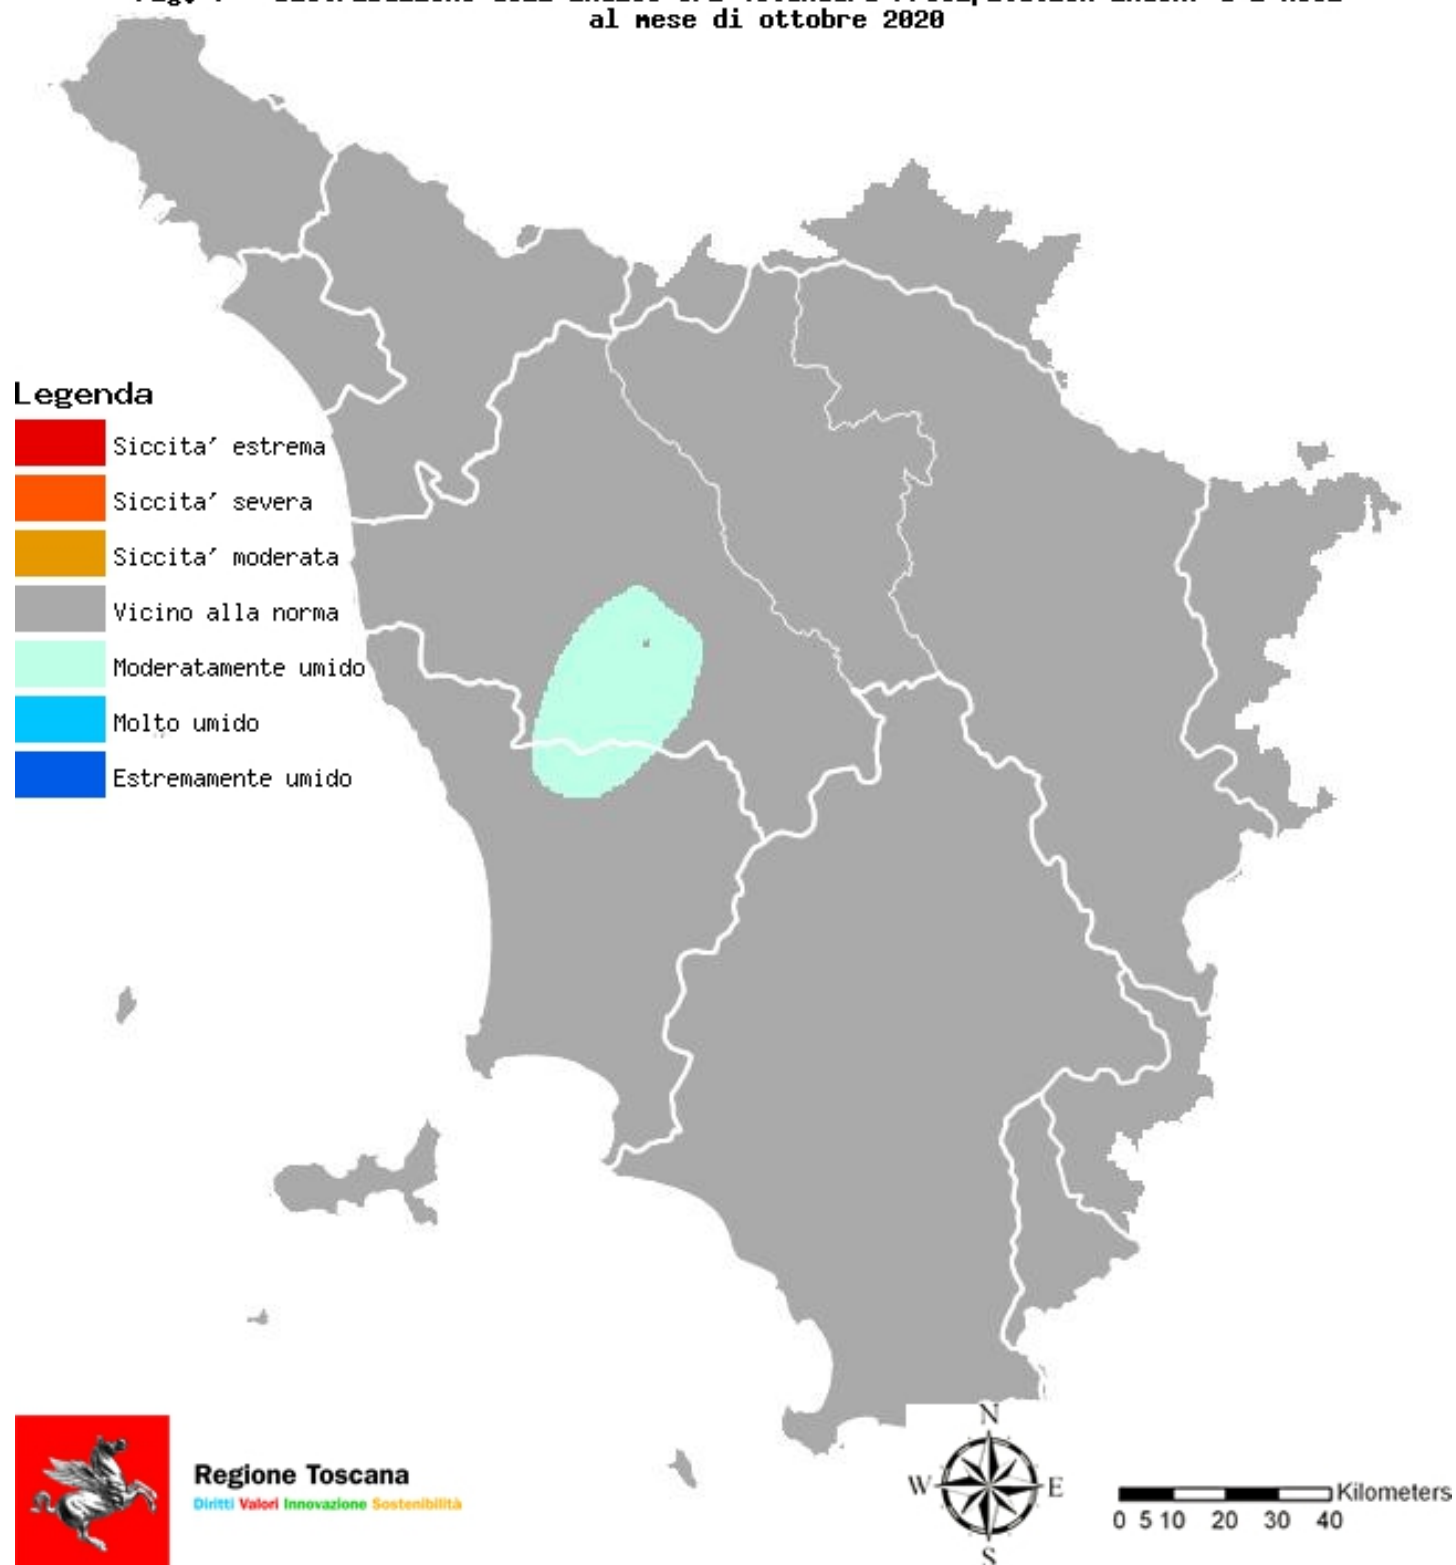 al mese di ottobre 2020
Legenda
Siccita' estrema
Siccita' severa
Siccita' moderata
Vicino alla norma
Moderatamente umido
Molto umido
Estremamente umido
Regione Toscana
Diritti Valori Innovazione Sostenibilità
N
W E
S
Kilometers
0 5 10 20 30 40